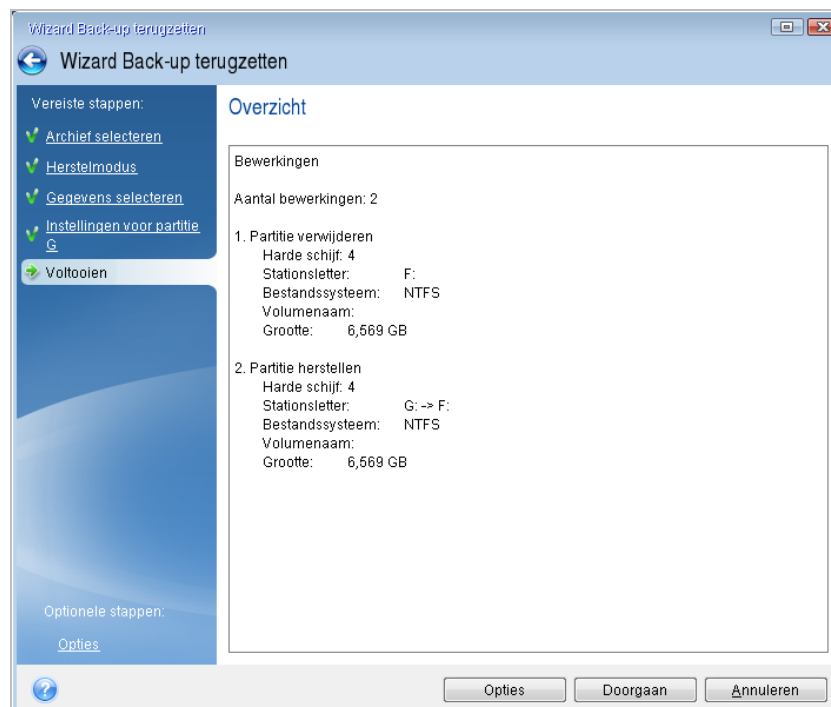 Wizard Back-up terugzetten
Wizard Back-up terugzetten
Vereiste stappen:
Archief selecteren
Herstelmodus
Gegevens selecteren
Instellingen voor partitie
G
Voltooien
Optionele stappen:
Opties
Overzicht
Bewerkingen
Aantal bewerkingen: 2
1. Partitie verwijderen
Harde schijf: 4
Stationsletter: F:
Bestandssysteem: NTFS
Volumenaam:
Grootte: 6,569 GB
2. Partitie herstellen
Harde schijf: 4
Stationsletter: G: -> F:
Bestandssysteem: NTFS
Volumenaam:
Grootte: 6,569 GB
Opties Doorgaan Annuleren